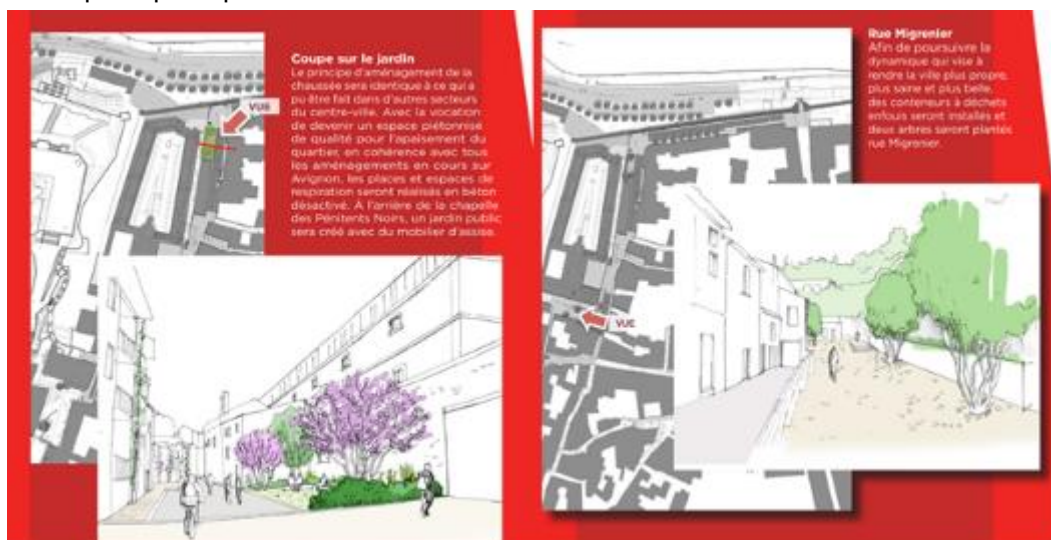 Coupe sur le jardin
Le principe d'aménagement de la
chaussée sera identique à ce qui a
pu être fait dans d'autres secteurs
du centre-ville. Avec la vocation
de devenir un espace piétonnisé
de qualité pour l'apaisement du
quartier, en cohérence avec tous
les aménagements en cours sur
Avignon, les places et espaces de
respiration seront réalisés en béton
désactivé. A l'arrière de la chapelle
des Pénitents Noirs, un jardin public
sera créé avec du mobilier d'assise.
VUE
Rue Migrenier
Afin de poursuivre la
dynamique qui vise à
rendre la ville plus propre,
plus saine et plus belle,
des conteneurs à déchets
enfouis seront installés et
deux arbres seront plantés
rue Migrenier.
VUE